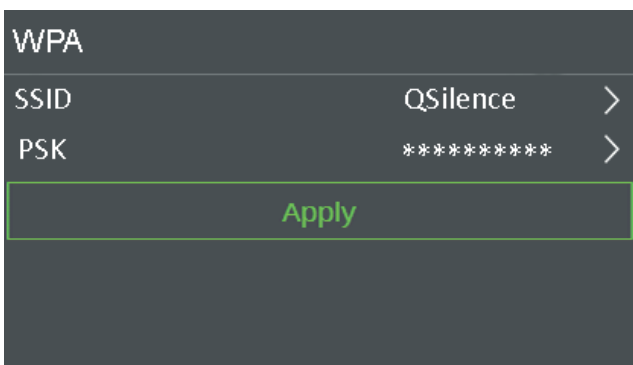 WPA
SSID QSilence >
PSK ********** >
Apply